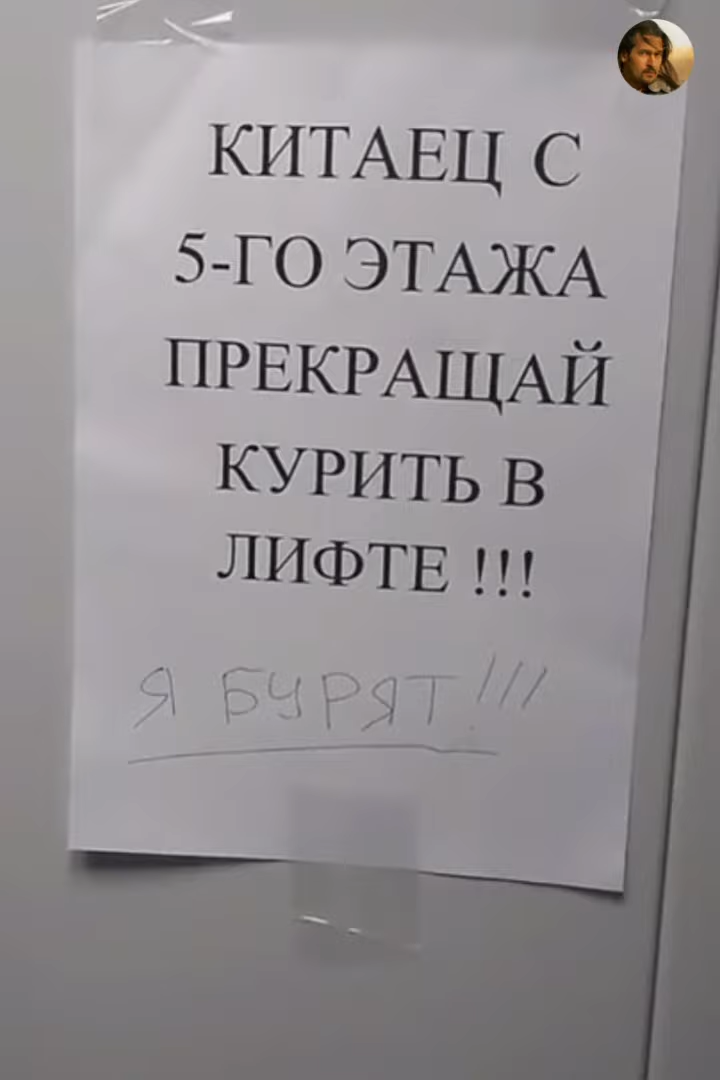 КИТАЕЦ С
5-ГО ЭТАЖА
ПРЕКРАЩАЙ
КУРИТЬ В
ЛИФТЕ !!!
Я БУРЯТ!!!